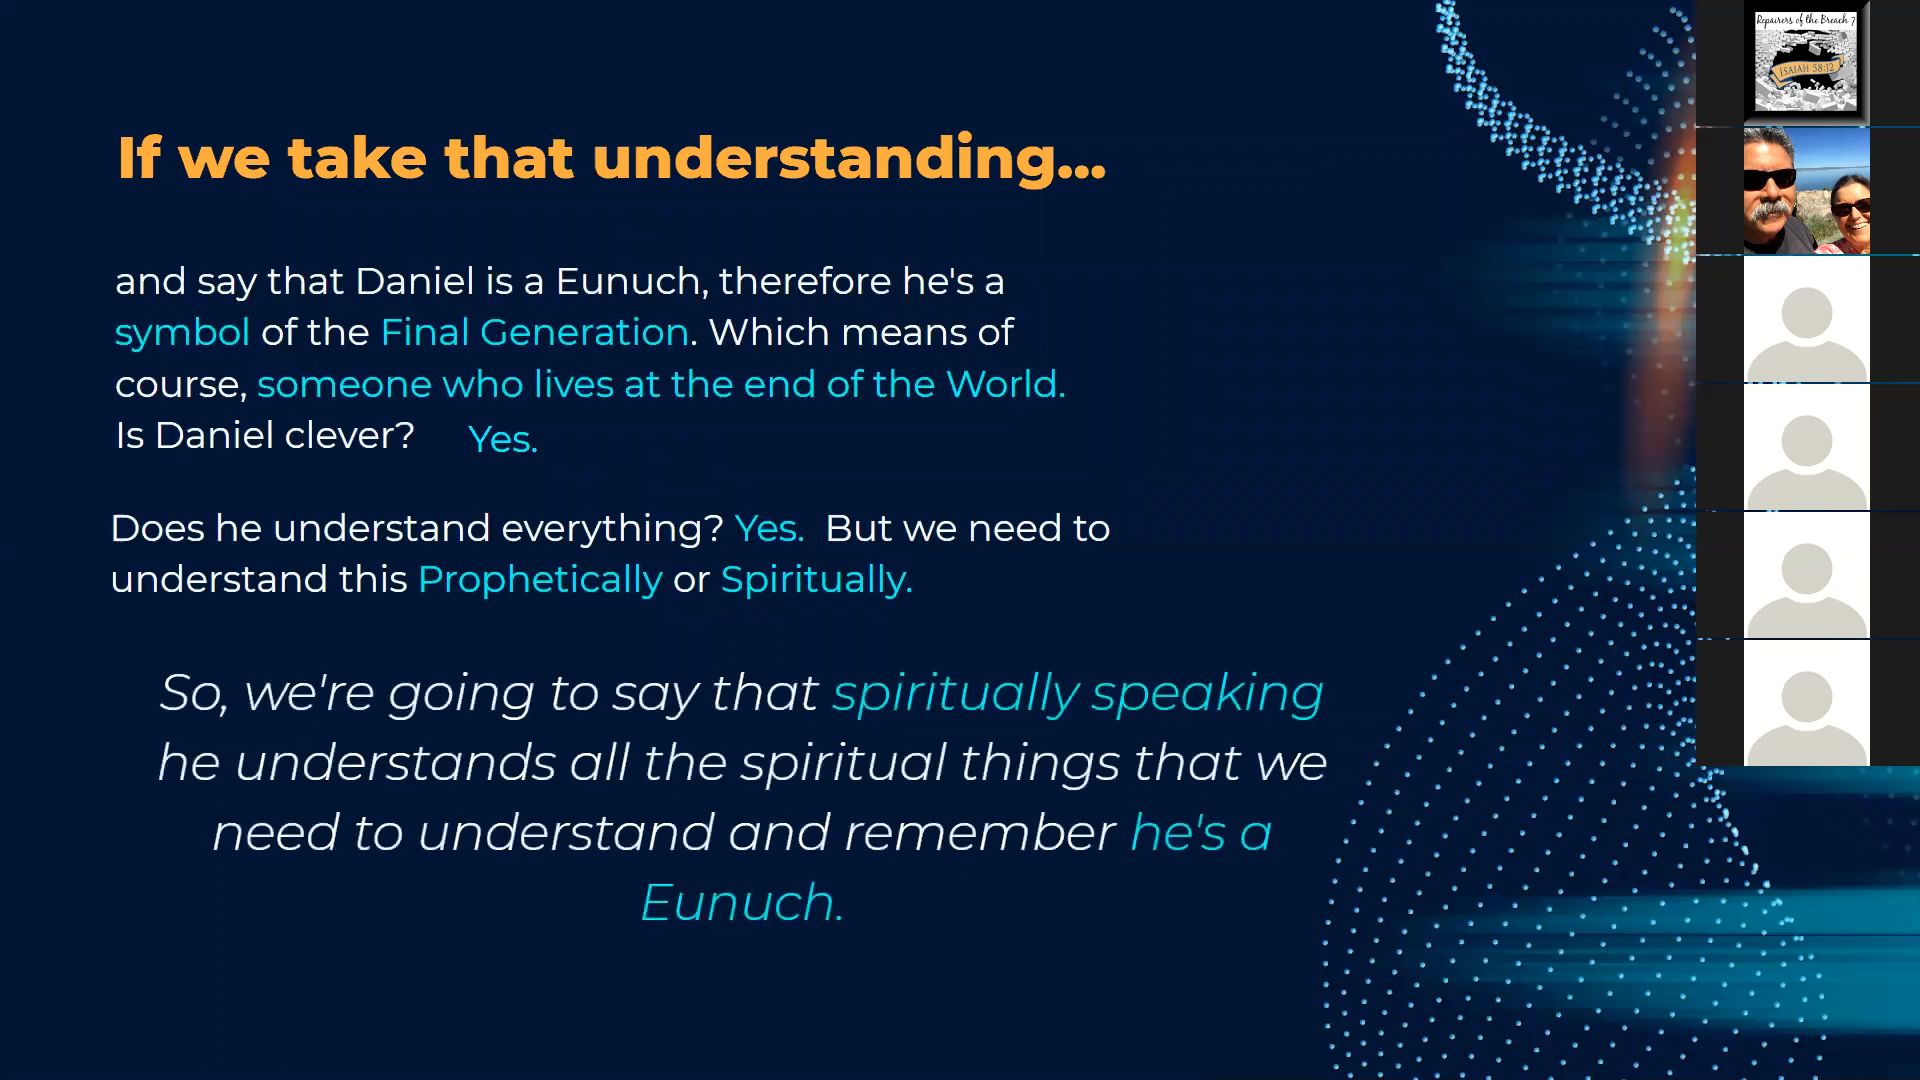 If we take that understanding...
and say that Daniel is a Eunuch, therefore he's a
symbol of the Final Generation. Which means of
course, someone who lives at the end of the World.
Is Daniel clever? Yes.
Does he understand everything? Yes. But we need to
understand this Prophetically or Spiritually.
So, we're going to say that spiritually speaking
he understands all the spiritual things that we
need to understand and remember he's a
Eunuch.
Repairers of the Breach 7
ISAIAH 58:12